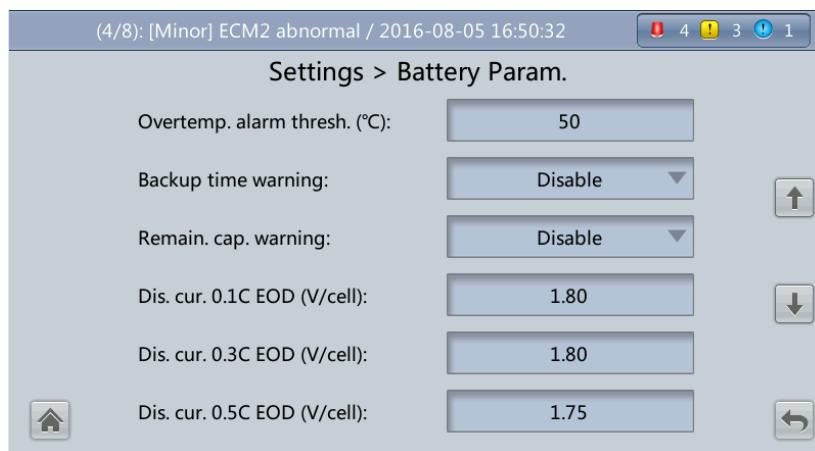 (4/8): [Minor] ECM2 abnormal / 2016-08-05 16:50:32 4 3 1
Settings > Battery Param.
Overtemp. alarm thresh. (℃): 50
Backup time warning: Disable
Remain. cap. warning: Disable
Dis. cur. 0.1C EOD (V/cell): 1.80
Dis. cur. 0.3C EOD (V/cell): 1.80
Dis. cur. 0.5C EOD (V/cell): 1.75